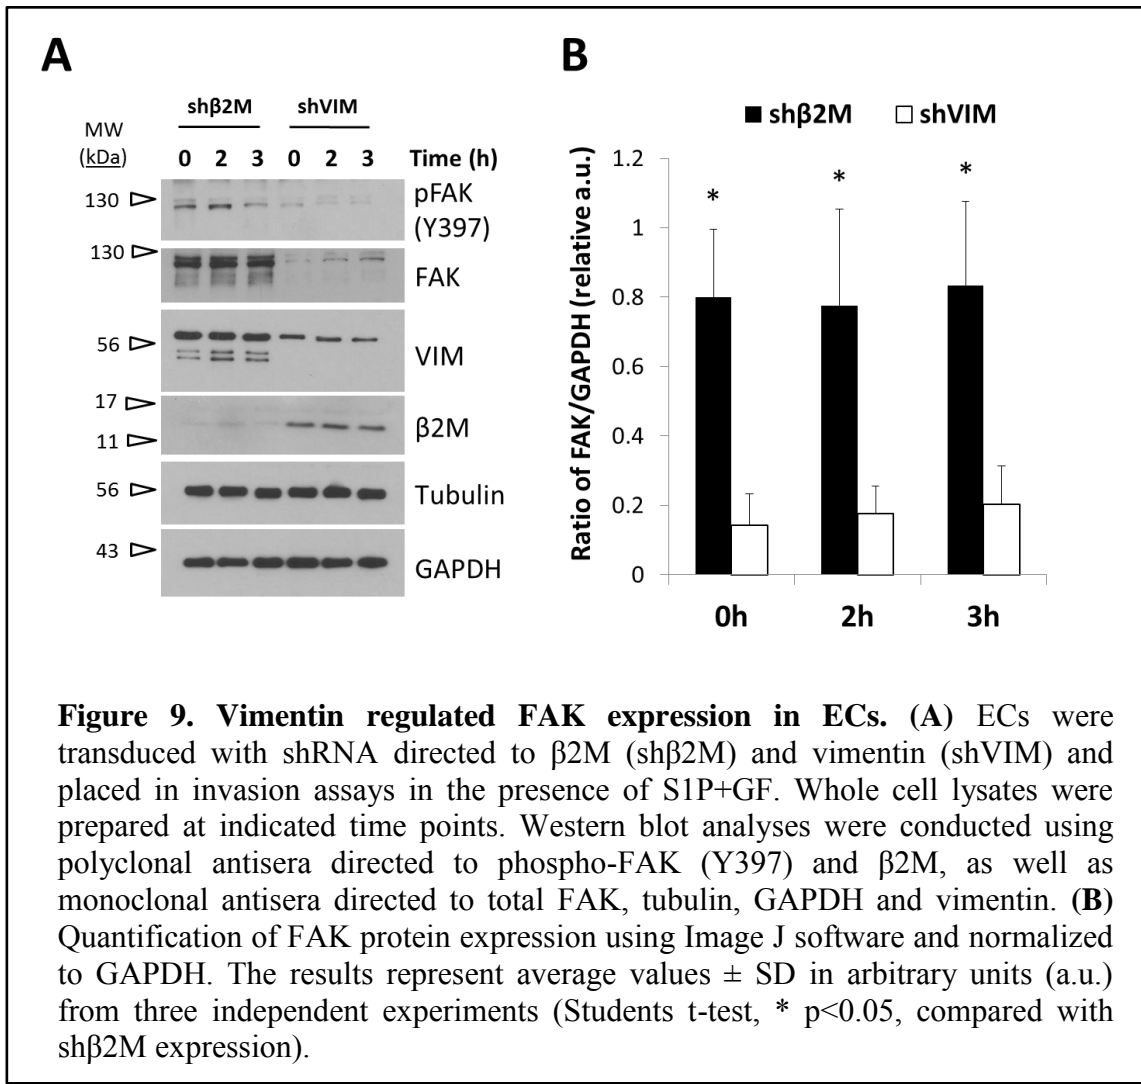 A
shβ2M shVIM
MW
(kDa)
0 2 3 0 2 3 Time (h)
130
pFAK
(Y397)
130
FAK
56
VIM
17
11
β2M
56
Tubulin
43
GAPDH
B
shβ2M shVIM
Ratio of FAK/GAPDH (relative a.u.)
1.2
1
0.8
0.6
0.4
0.2
0
* * *
0h 2h 3h
Figure 9. Vimentin regulated FAK expression in ECs. (A) ECs were
transduced with shRNA directed to β2M (shβ2M) and vimentin (shVIM) and
placed in invasion assays in the presence of S1P+GF. Whole cell lysates were
prepared at indicated time points. Western blot analyses were conducted using
polyclonal antisera directed to phospho-FAK (Y397) and β2M, as well as
monoclonal antisera directed to total FAK, tubulin, GAPDH and vimentin. (B)
Quantification of FAK protein expression using Image J software and normalized
to GAPDH. The results represent average values ± SD in arbitrary units (a.u.)
from three independent experiments (Students t-test, * p<0.05, compared with
shβ2M expression).